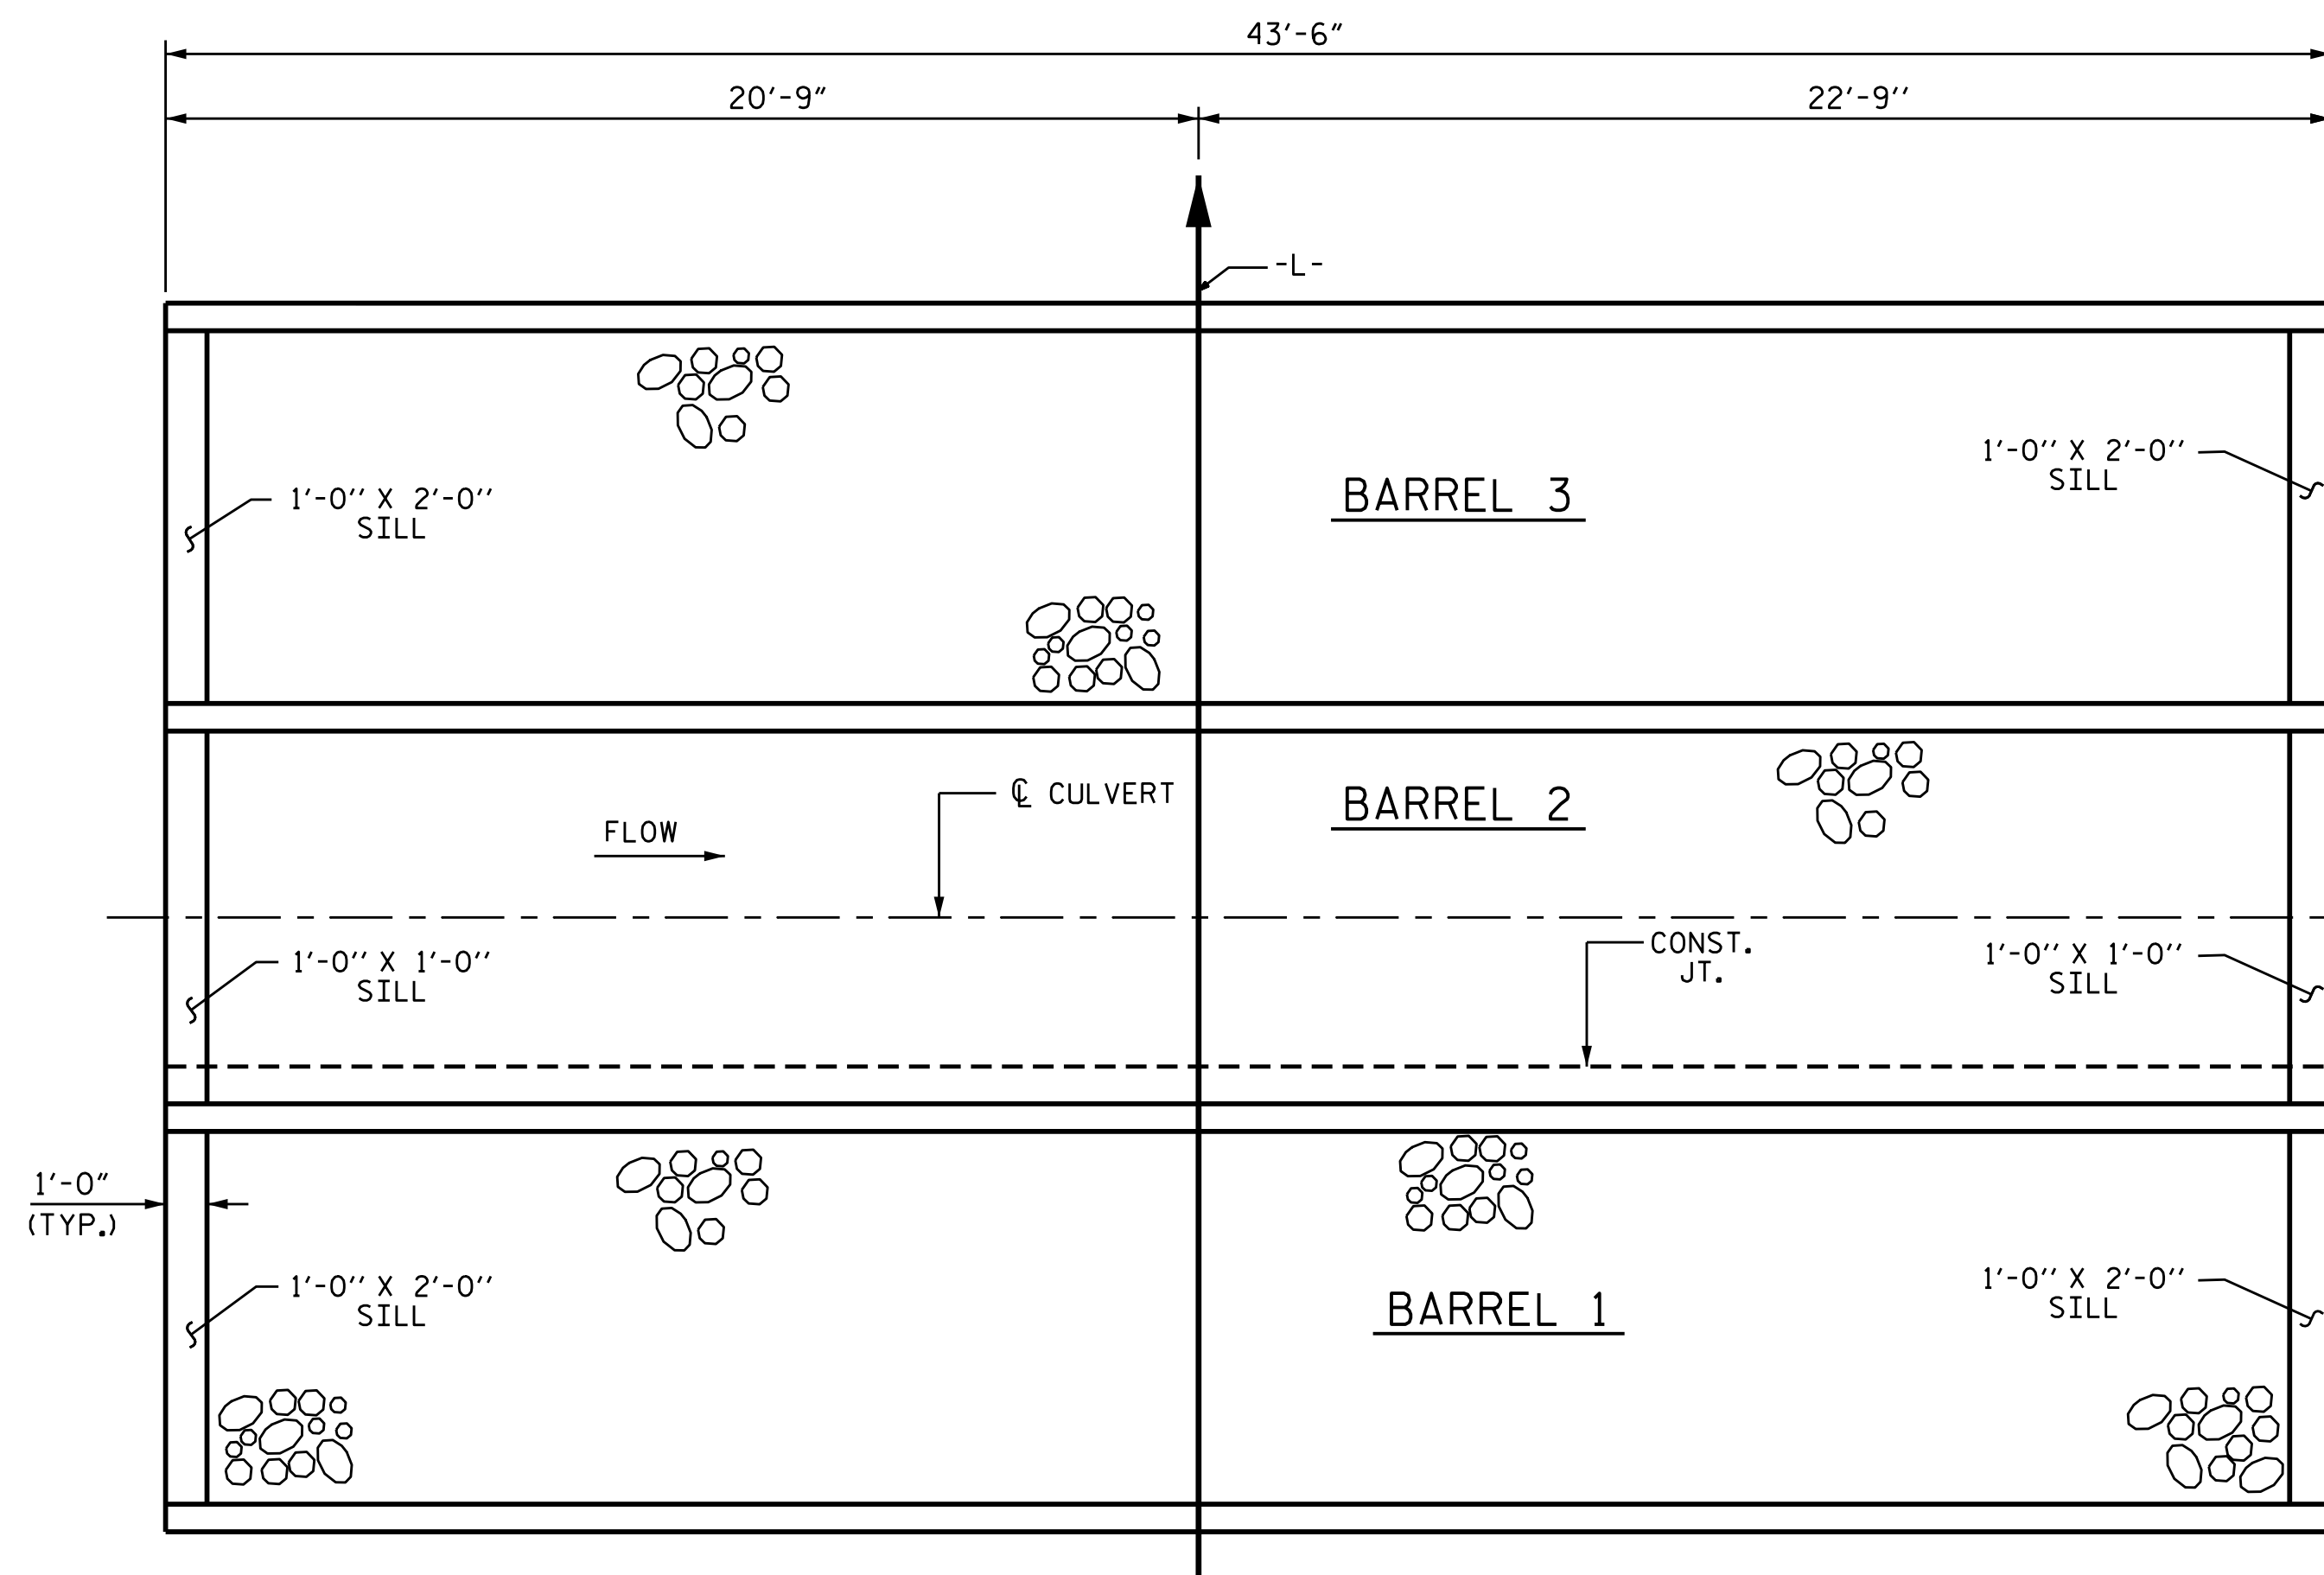 43'-6"
20'-9"
22'-9''
-L-
1'-0'' X 2'-0''
SILL
BARREL 3
1'-0'' X 2'-0''
SILL
FLOW
℄ CULVERT
BARREL 2
1'-0'' X 1'-0''
SILL
CONST.
JT.
1'-0'' X 1'-0''
SILL
1'-0"
(TYP.)
1'-0'' X 2'-0''
SILL
BARREL 1
1'-0'' X 2'-0''
SILL